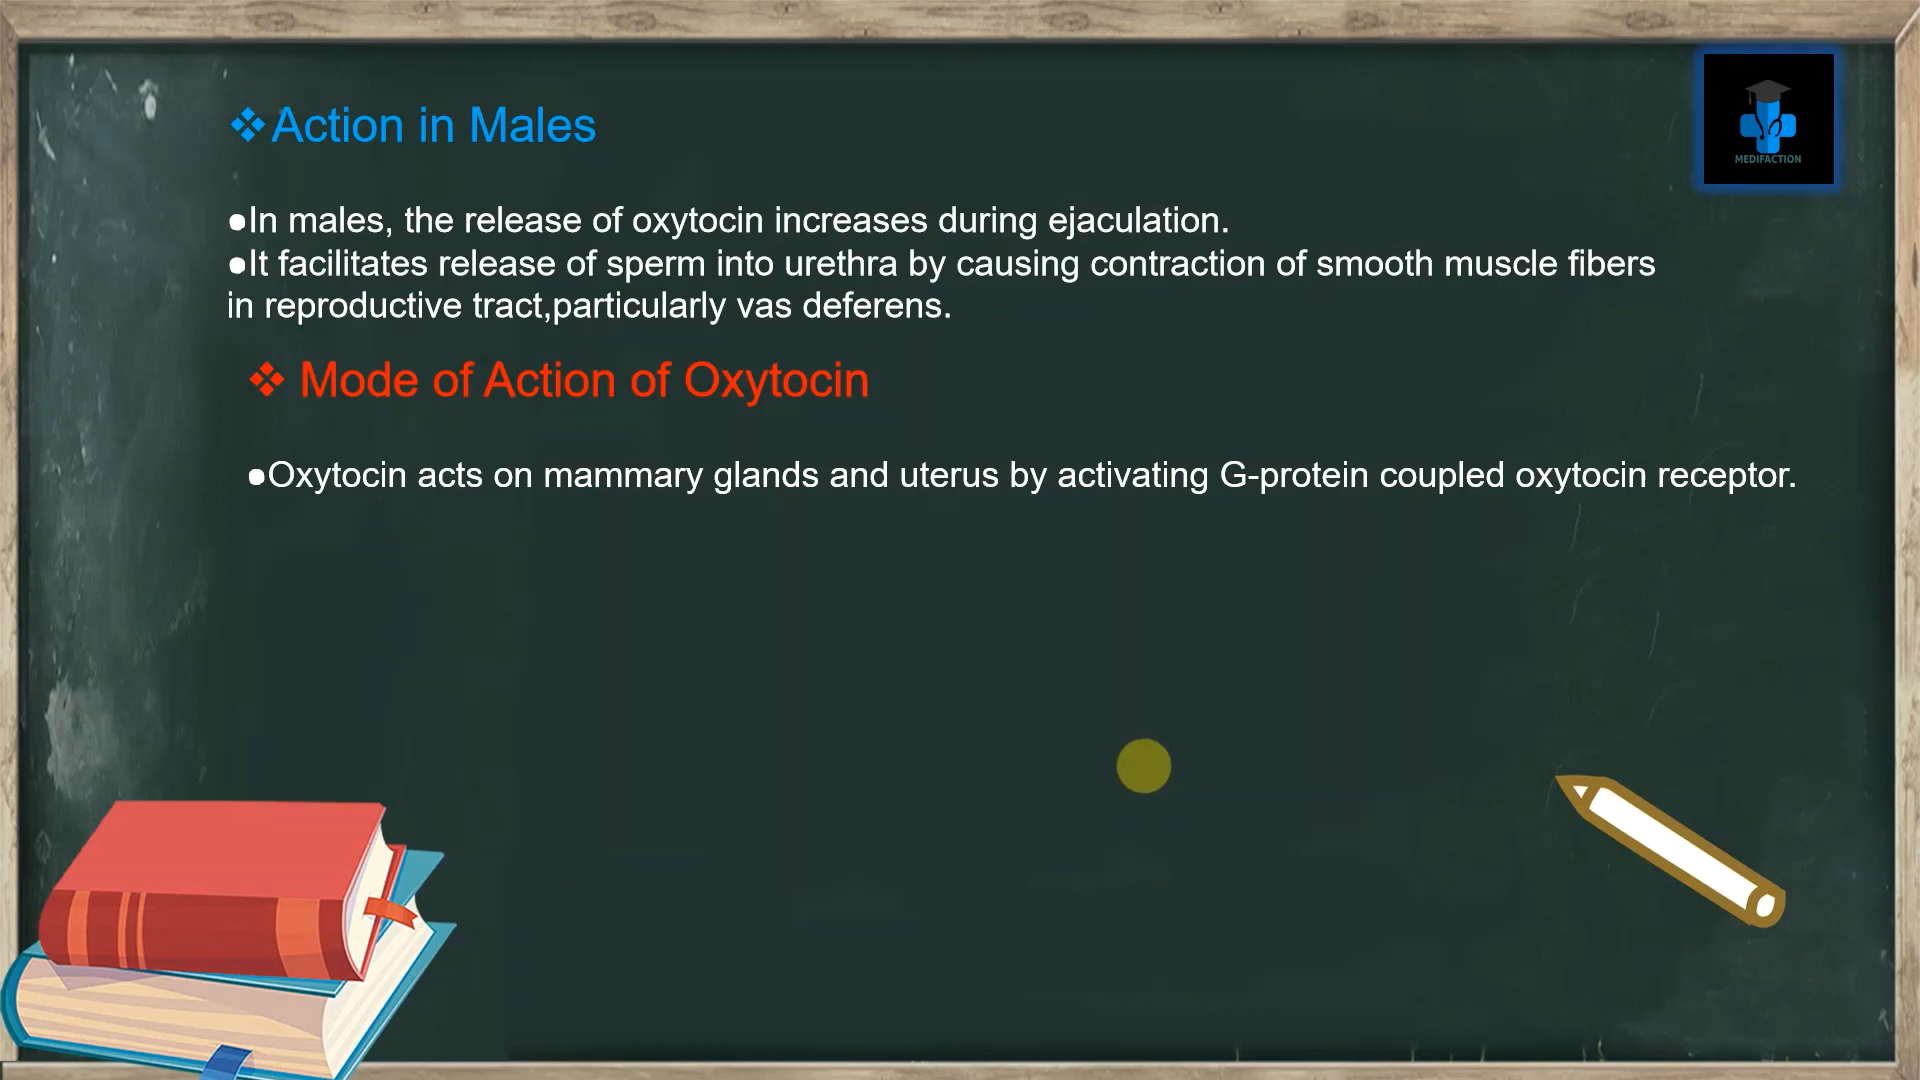 ❖Action in Males
MEDIFACTION
●In males, the release of oxytocin increases during ejaculation.
●It facilitates release of sperm into urethra by causing contraction of smooth muscle fibers
in reproductive tract,particularly vas deferens.
❖ Mode of Action of Oxytocin
●Oxytocin acts on mammary glands and uterus by activating G-protein coupled oxytocin receptor.